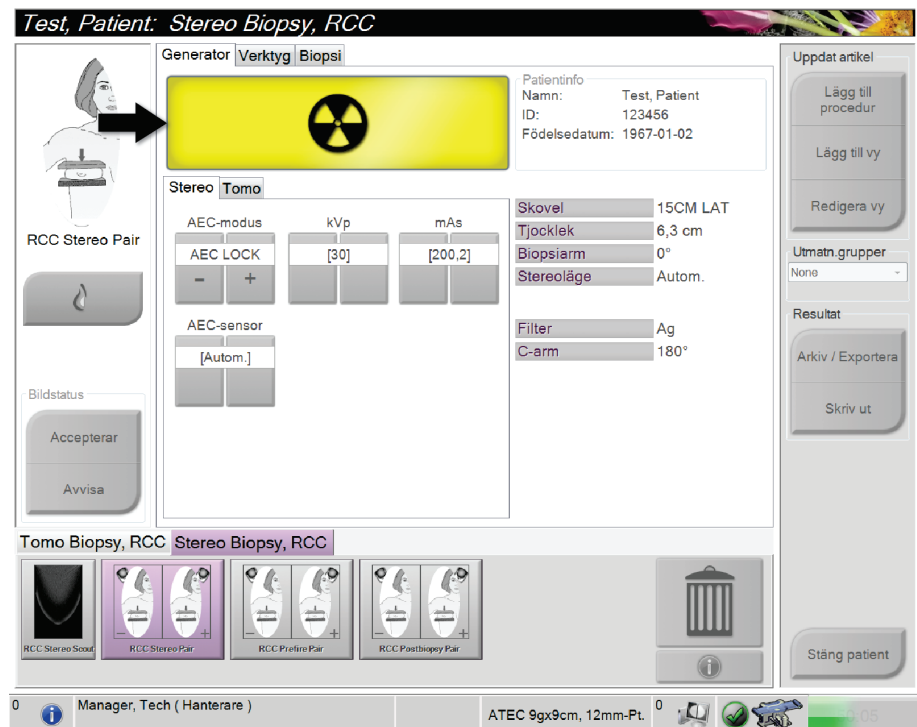 Test, Patient: Stereo Biopsy, RCC
Generator Verktyg Biopsi
Patientinfo
Namn: Test, Patient
ID: 123456
Födelsedatum: 1967-01-02
Stereo Tomo
AEC-modus kVp mAs
AEC LOCK [30] [200,2]
- +
AEC-sensor
[Autom.]
Skovel 15CM LAT
Tjocklek 6,3 cm
Biopsiarm 0°
Stereoläge Autom.
Filter Ag
C-arm 180°
RCC Stereo Pair
Bildstatus
Accepterar
Avvisa
Uppdat artikel
Lägg till
procedur
Lägg till vy
Redigera vy
Utmatn.grupper
None
Resultat
Arkiv / Exportera
Skriv ut
Tomo Biopsy, RCC Stereo Biopsy, RCC
RCC Stereo Scout
- +
RCC Stereo Pair
- +
RCC Prefire Pair
- +
RCC Postbiopsy Pair
Stäng patient
0 Manager, Tech ( Hanterare ) ATEC 9gx9cm, 12mm-Pt. 0